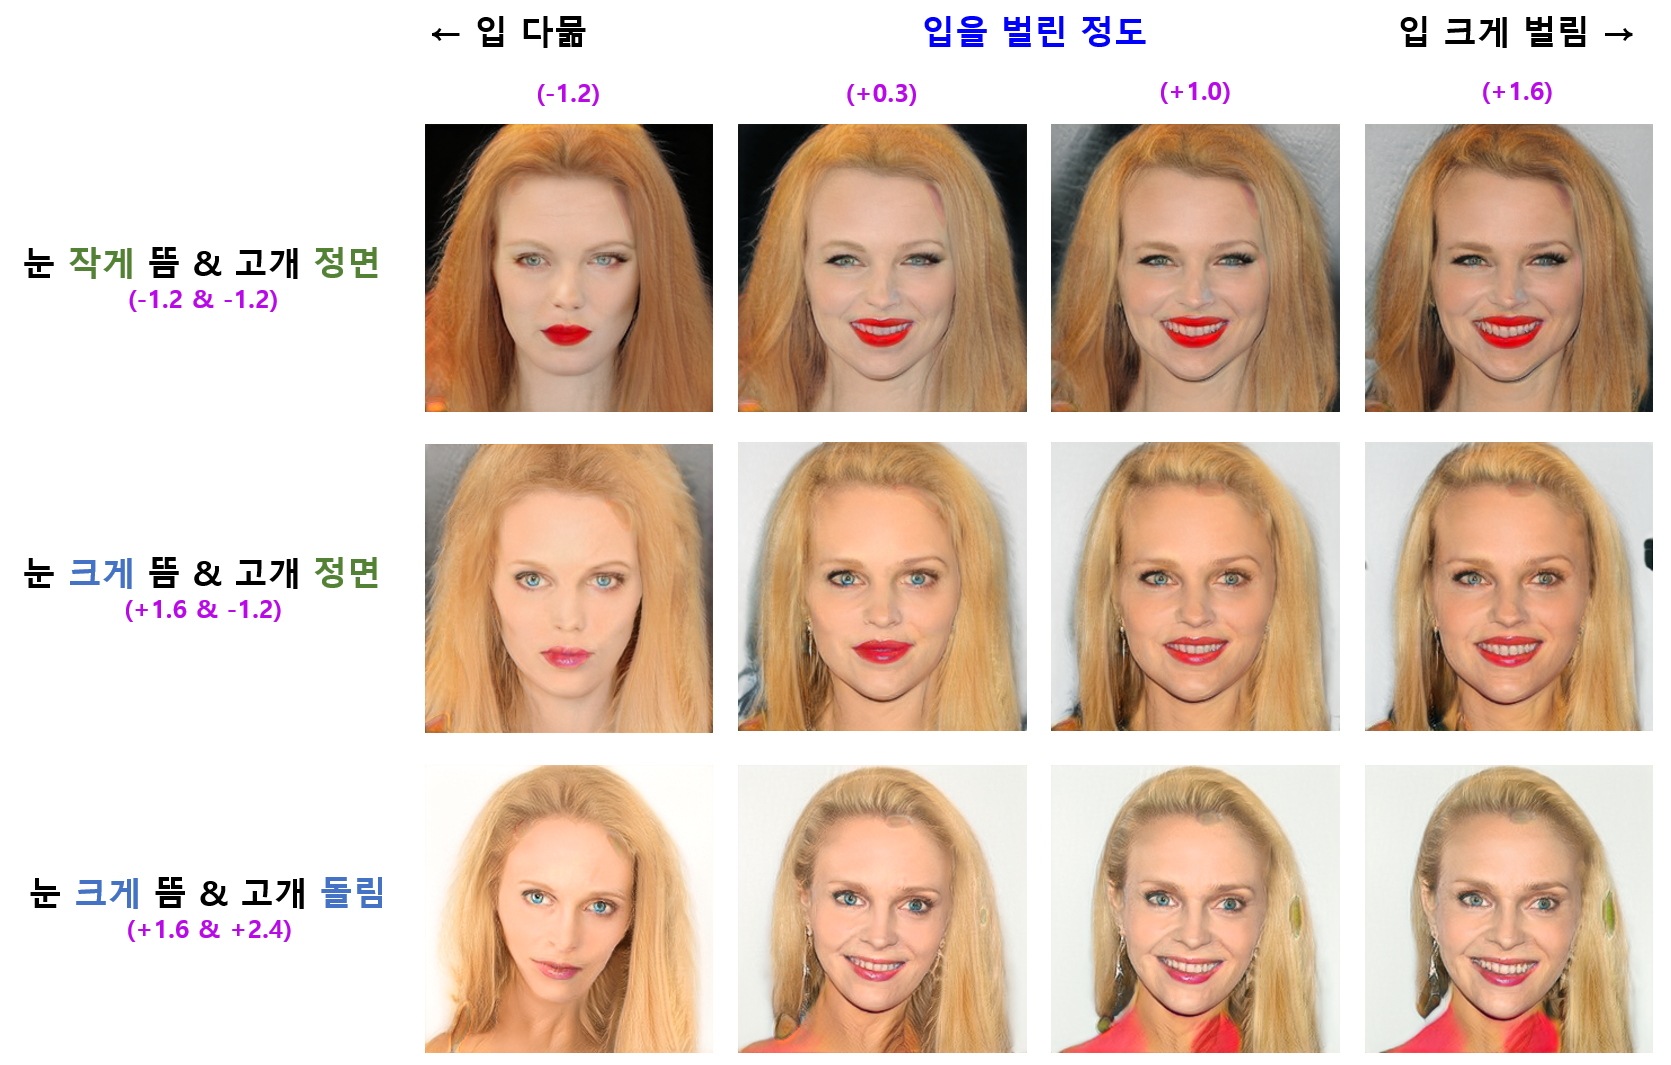 ← 입 다묾
입을 벌린 정도
입 크게 벌림 →
(-1.2)
(+0.3)
(+1.0)
(+1.6)
눈 작게 뜸 & 고개 정면
(-1.2 & -1.2)
눈 크게 뜸 & 고개 정면
(+1.6 & -1.2)
눈 크게 뜸 & 고개 돌림
(+1.6 & +2.4)